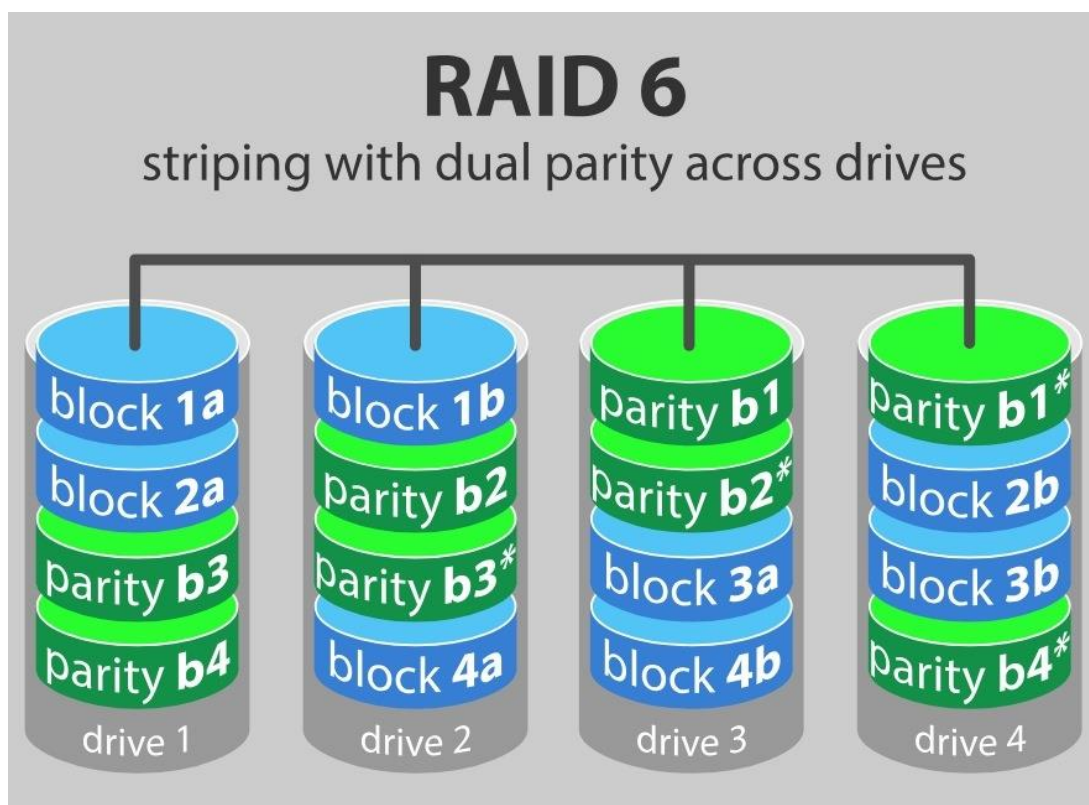 RAID 6
striping with dual parity across drives
block 1a
block 2a
parity b3
parity b4
drive 1
block 1b
parity b2
parity b3*
block 4a
drive 2
parity b1
parity b2*
block 3a
block 4b
drive 3
parity b1*
block 2b
block 3b
parity b4*
drive 4